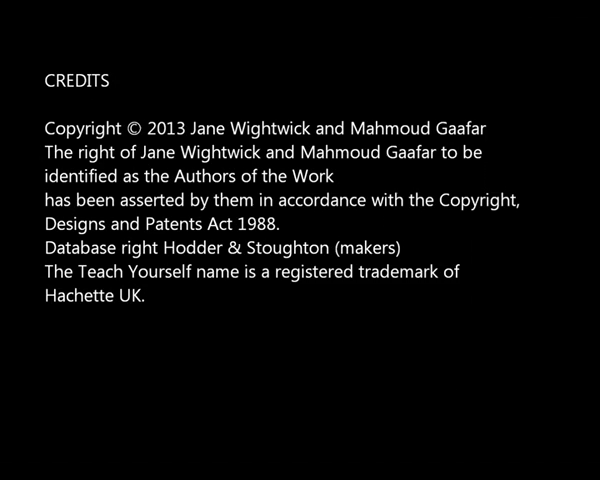 CREDITS
Copyright © 2013 Jane Wightwick and Mahmoud Gaafar
The right of Jane Wightwick and Mahmoud Gaafar to be
identified as the Authors of the Work
has been asserted by them in accordance with the Copyright,
Designs and Patents Act 1988.
Database right Hodder & Stoughton (makers)
The Teach Yourself name is a registered trademark of
Hachette UK.